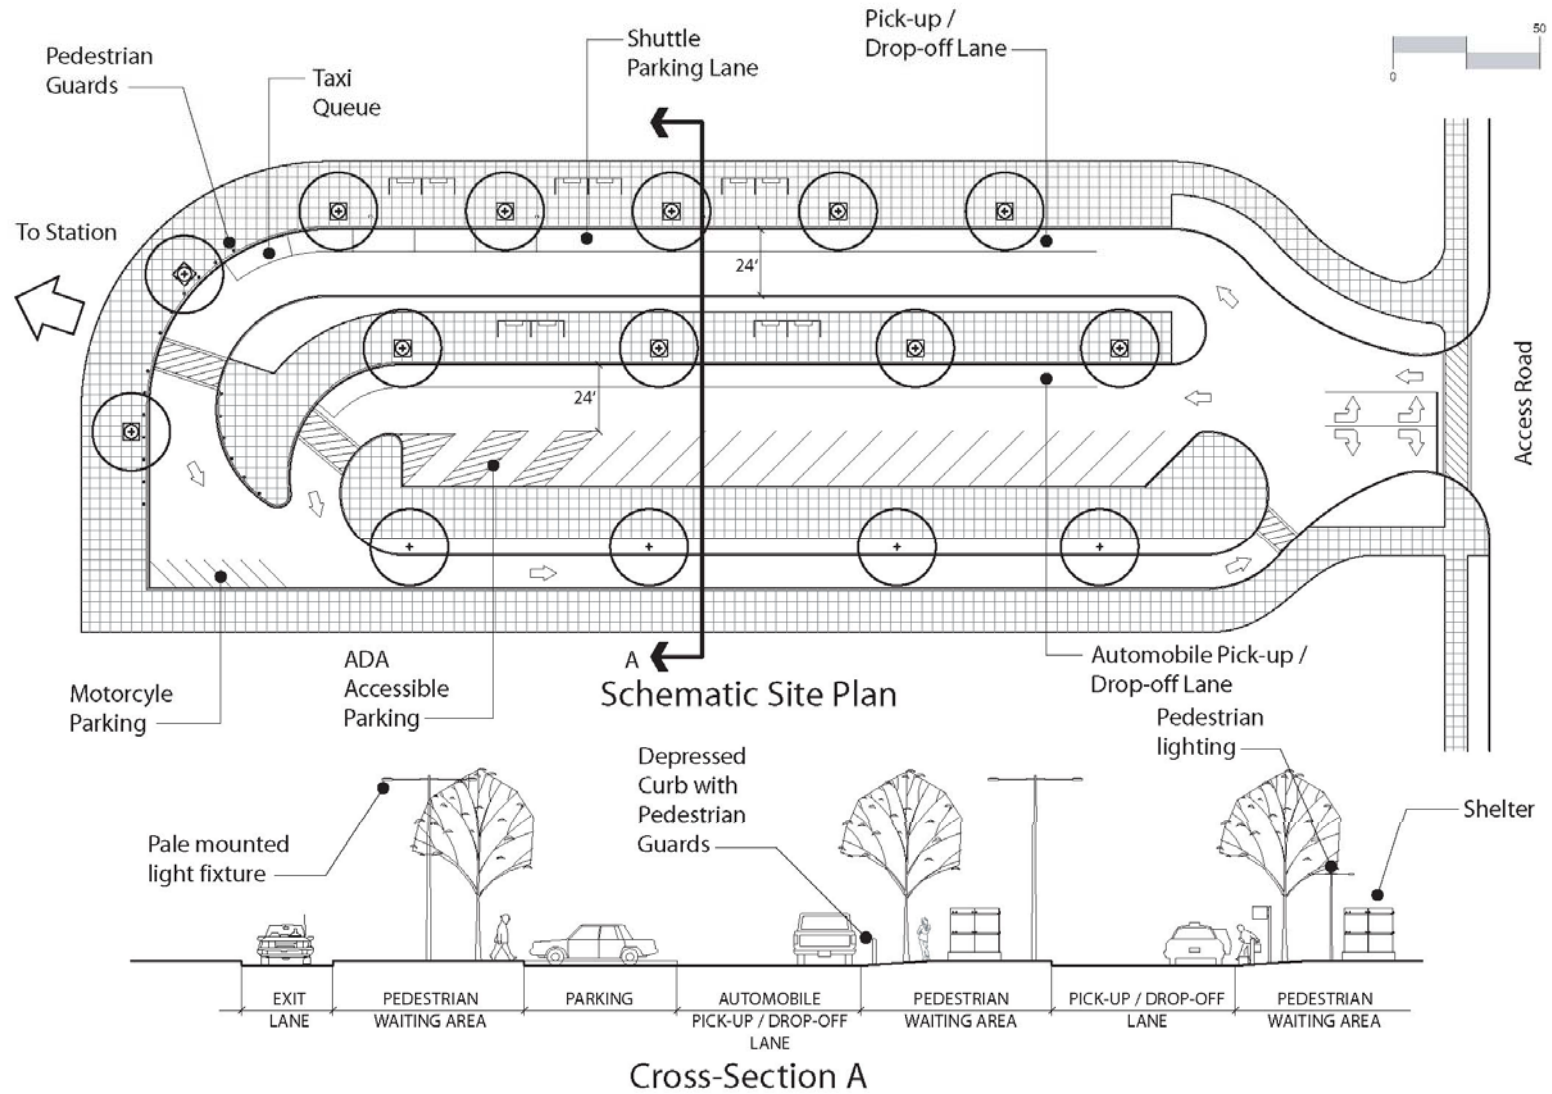 Pick-up /
Drop-off Lane
50
0
Shuttle
Parking Lane
Pedestrian
Guards
Taxi
Queue
To Station
24'
24'
Access Road
Motorcyle
Parking
ADA
Accessible
Parking
A
Schematic Site Plan
Automobile Pick-up /
Drop-off Lane
Pedestrian
lighting
Depressed
Curb with
Pedestrian
Guards
Shelter
Pale mounted
light fixture
EXIT
LANE
PEDESTRIAN
WAITING AREA
PARKING
AUTOMOBILE
PICK-UP / DROP-OFF
LANE
PEDESTRIAN
WAITING AREA
PICK-UP / DROP-OFF
LANE
PEDESTRIAN
WAITING AREA
Cross-Section A